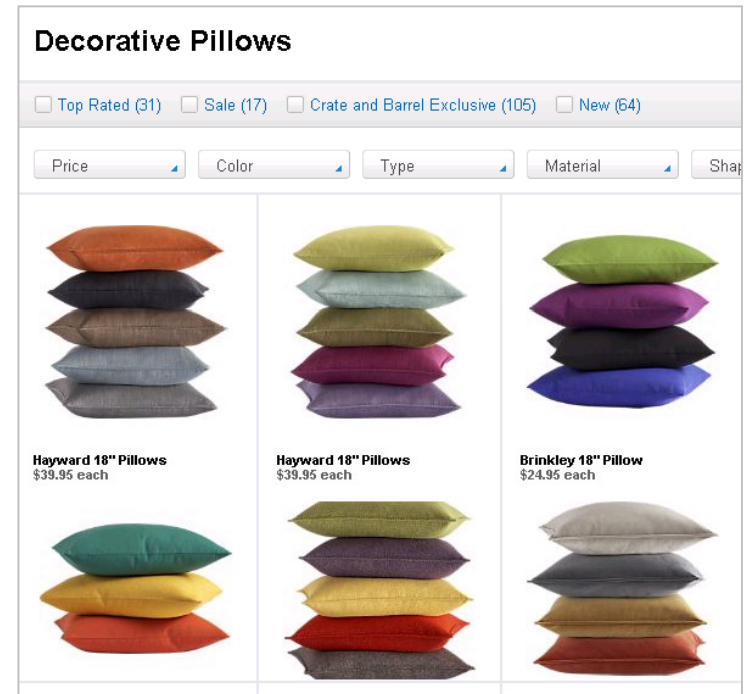 Decorative Pillows
Top Rated (31) Sale (17) Crate and Barrel Exclusive (105) New (64)
Price Color Type Material Shap
Hayward 18" Pillows Hayward 18" Pillows Brinkley 18" Pillow
$39.95 each $39.95 each $24.95 each